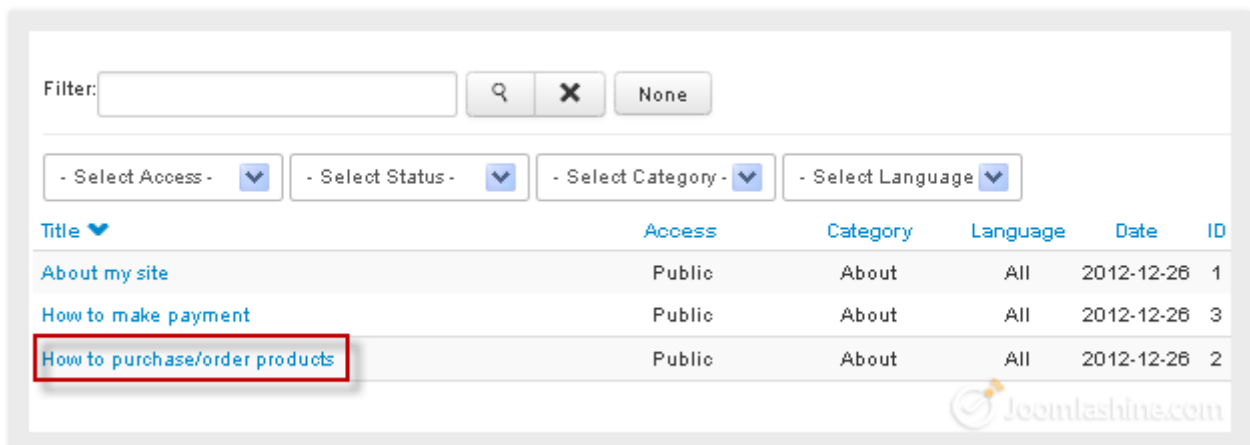 Filter: None
- Select Access - - Select Status - - Select Category - - Select Language
Title Access Category Language Date ID
About my site Public About All 2012-12-26 1
How to make payment Public About All 2012-12-26 3
How to purchase/order products Public About All 2012-12-26 2
Joomlashine.com